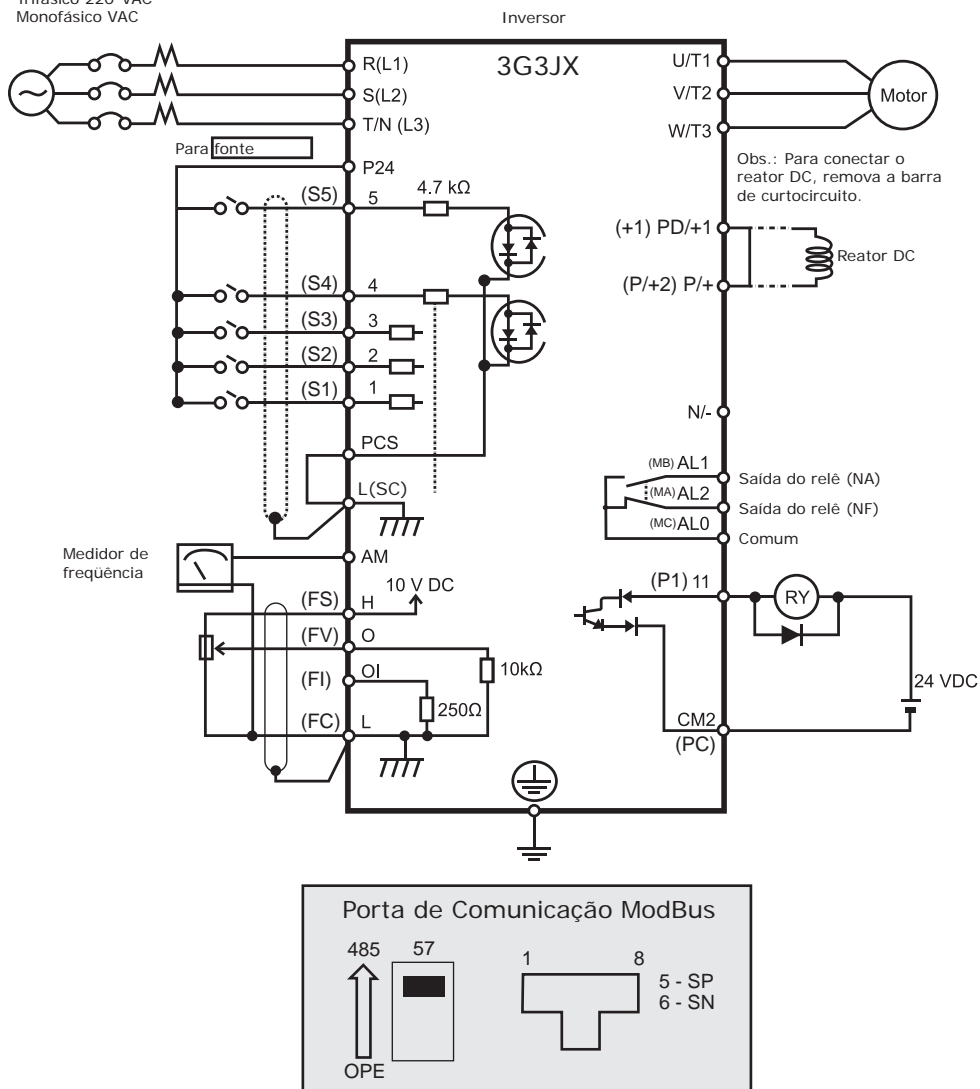 Trifásico 220 VAC
Monofásico VAC
Inversor
3G3JX
R(L1)
S(L2)
T/N (L3)
U/T1
V/T2
W/T3
Motor
Para fonte
P24
Obs.: Para conectar o
reator DC, remova a barra
de curtocircuito.
(S5) 5
4.7 kΩ
(+1) PD/+1
Reator DC
(P/+2) P/+
(S4) 4
(S3) 3
(S2) 2
(S1) 1
N/-
PCS
L(SC)
(MB) AL1
Saída do relê (NA)
(MA) AL2
Saída do relê (NF)
(MC) AL0
Comum
Medidor de
freqüência
AM
10 V DC
(FS) H
(FV) O
(FI) OI
(FC) L
10kΩ
250Ω
(P1) 11
RY
24 VDC
CM2
(PC)
Porta de Comunicação ModBus
485
57
OPE
1 8
5 - SP
6 - SN